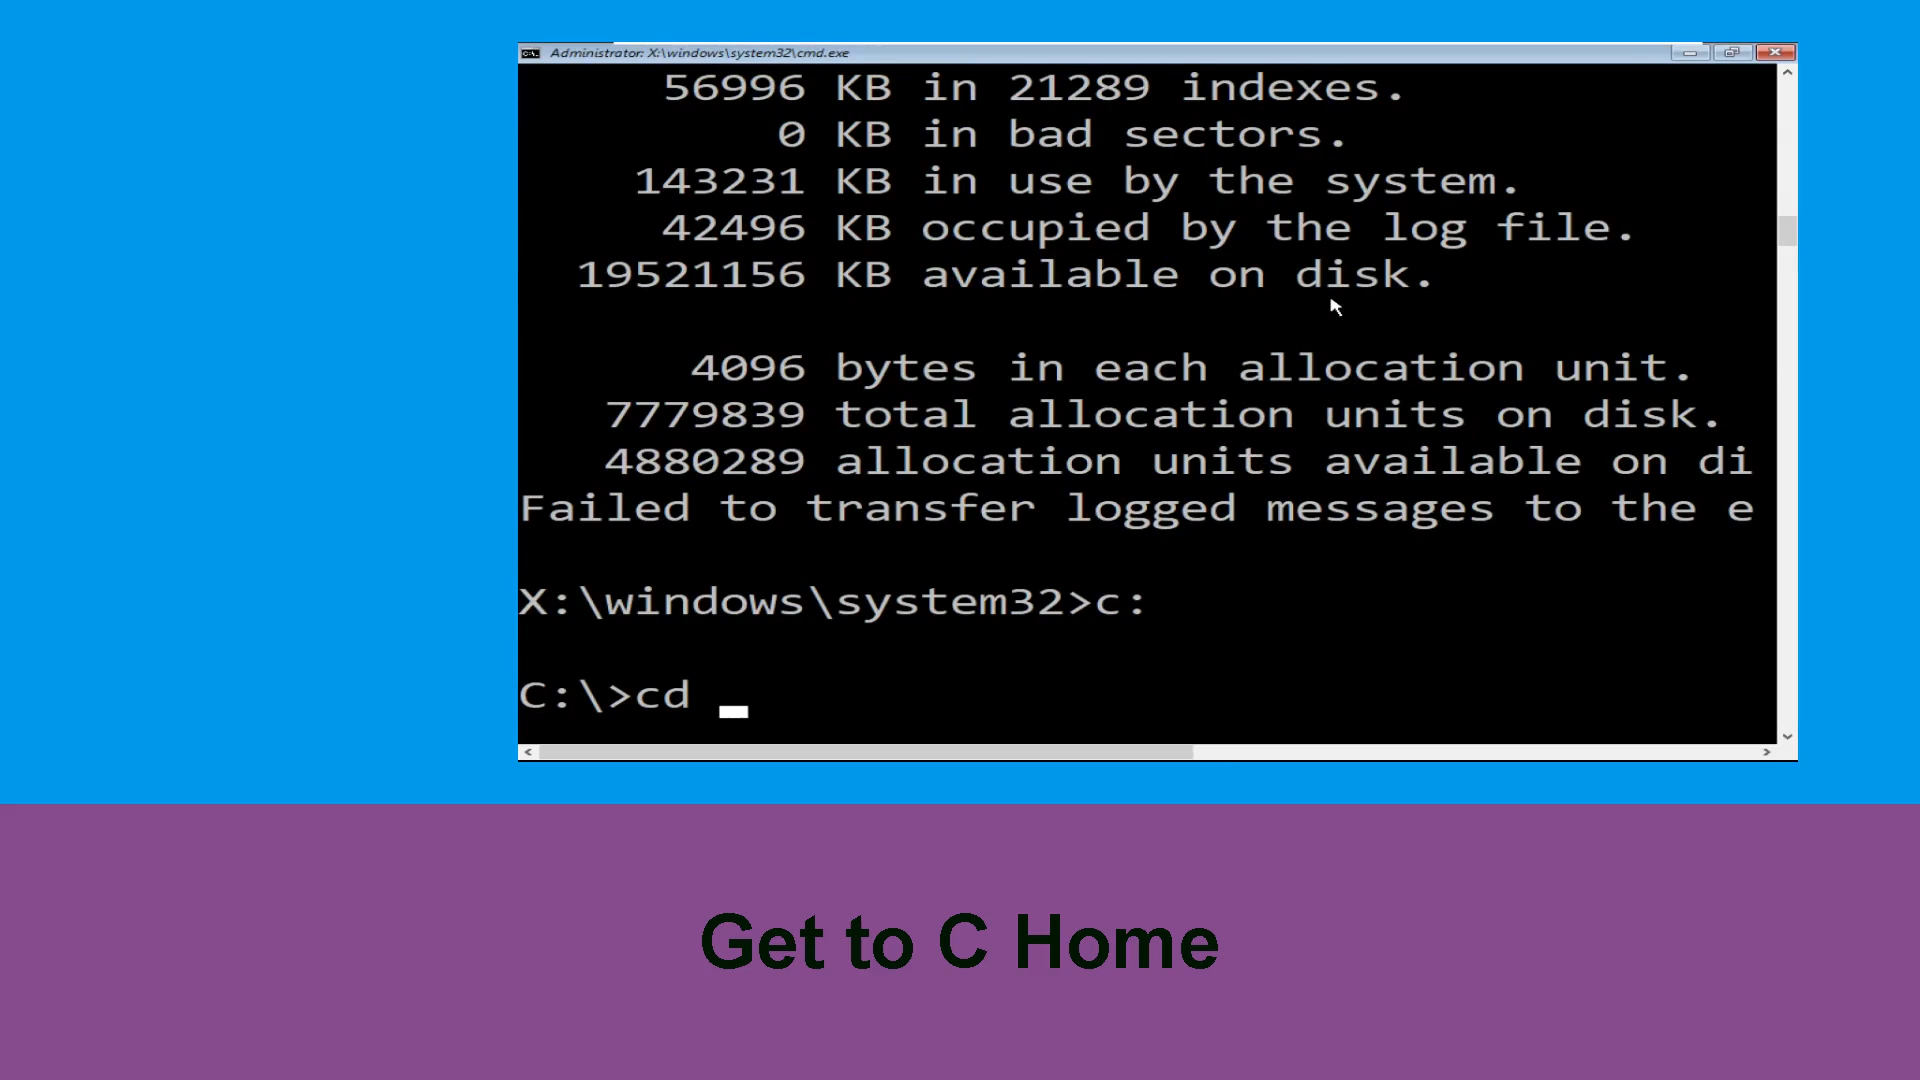 Administrator: X:\windows\system32\cmd.exe
56996 KB in 21289 indexes.
0 KB in bad sectors.
143231 KB in use by the system.
42496 KB occupied by the log file.
19521156 KB available on disk.
4096 bytes in each allocation unit.
7779839 total allocation units on disk.
4880289 allocation units available on di
Failed to transfer logged messages to the e
X:\windows\system32>c:
C:\>cd _
Get to C Home